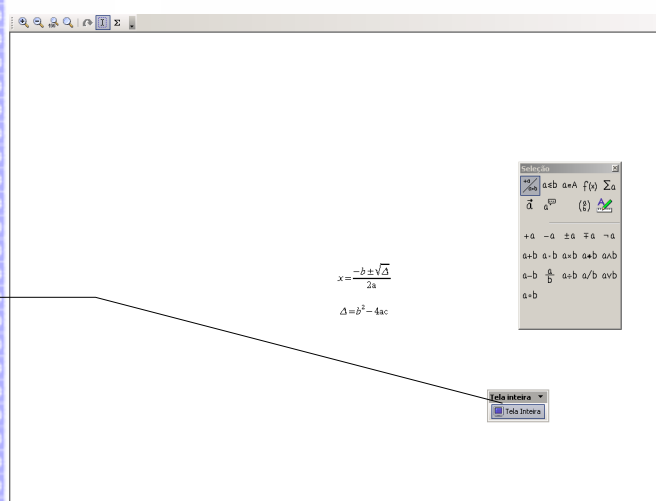 Σ
Seleção
+a/a+b a≤b a∈A f(x) Σa
a⃗ a (a b)
+a -a ±a ∓a ¬a
a+b a·b a×b a∗b a∧b
a-b a/b a÷b a/b a∨b
a∘b
x = (-b ± √Δ) / 2a
Δ = b² - 4ac
Tela inteira
Tela Inteira